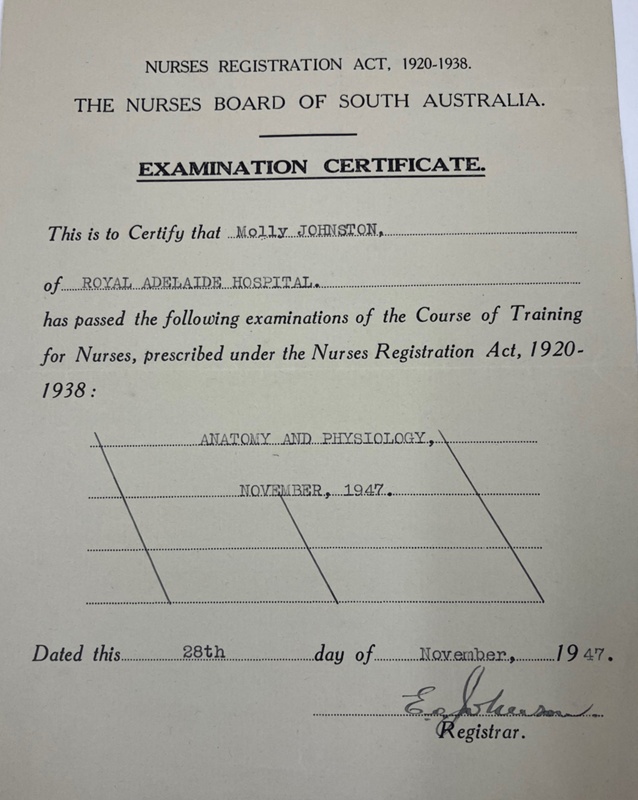 NURSES REGISTRATION ACT, 1920-1938.
THE NURSES BOARD OF SOUTH AUSTRALIA.
EXAMINATION CERTIFICATE.
This is to Certify that Molly JOHNSTON,
of ROYAL ADELAIDE HOSPITAL.
has passed the following examinations of the Course of Training
for Nurses, prescribed under the Nurses Registration Act, 1920-
1938:
ANATOMY AND PHYSIOLOGY,
NOVEMBER, 1947.
Dated this 28th day of November, 1947.
Registrar.